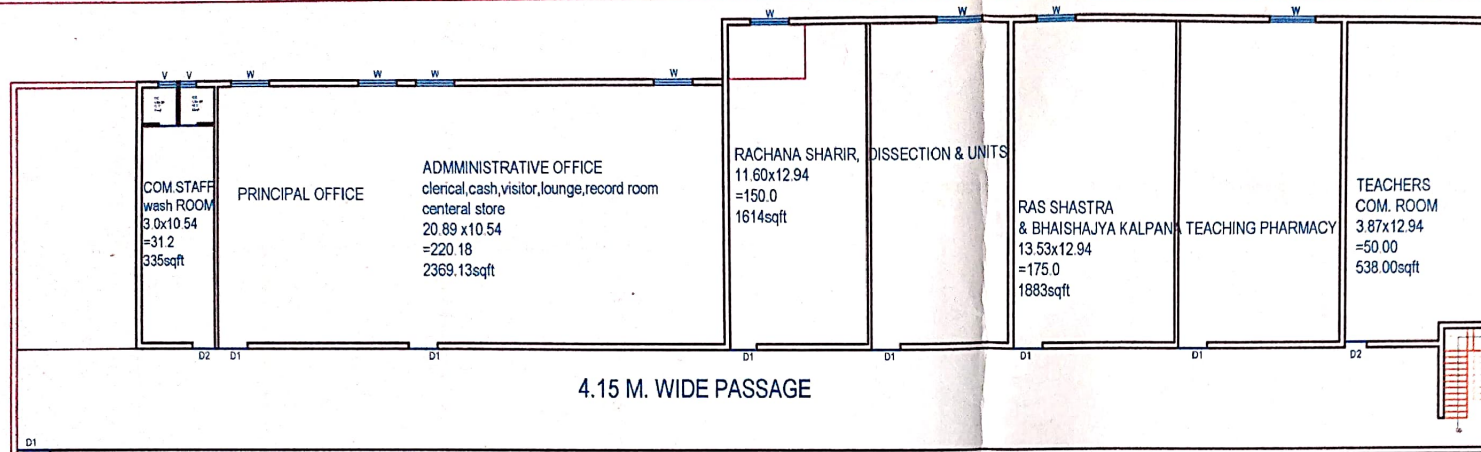 W
W
W
W
V
V
W
W
W
W
COM.STAFF
wash ROOM
3.0x10.54
=31.2
335sqft
PRINCIPAL OFFICE
ADMMINISTRATIVE OFFICE
clerical,cash,visitor,lounge,record room
centeral store
20.89 x10.54
=220.18
2369.13sqft
RACHANA SHARIR, DISSECTION & UNITS
11.60x12.94
=150.0
1614sqft
RAS SHASTRA
& BHAISHAJYA KALPANA TEACHING PHARMACY
13.53x12.94
=175.0
1883sqft
TEACHERS
COM. ROOM
3.87x12.94
=50.00
538.00sqft
D2
D1
D1
D1
D1
D1
D1
D2
4.15 M. WIDE PASSAGE
D1